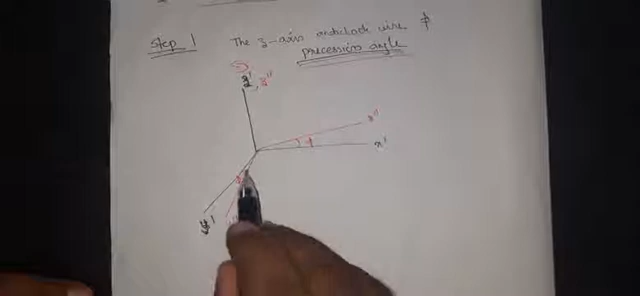 Step 1 The z-axis anticlock wise ϕ
precession angle
z', z''
x''
ϕ
x'
y'